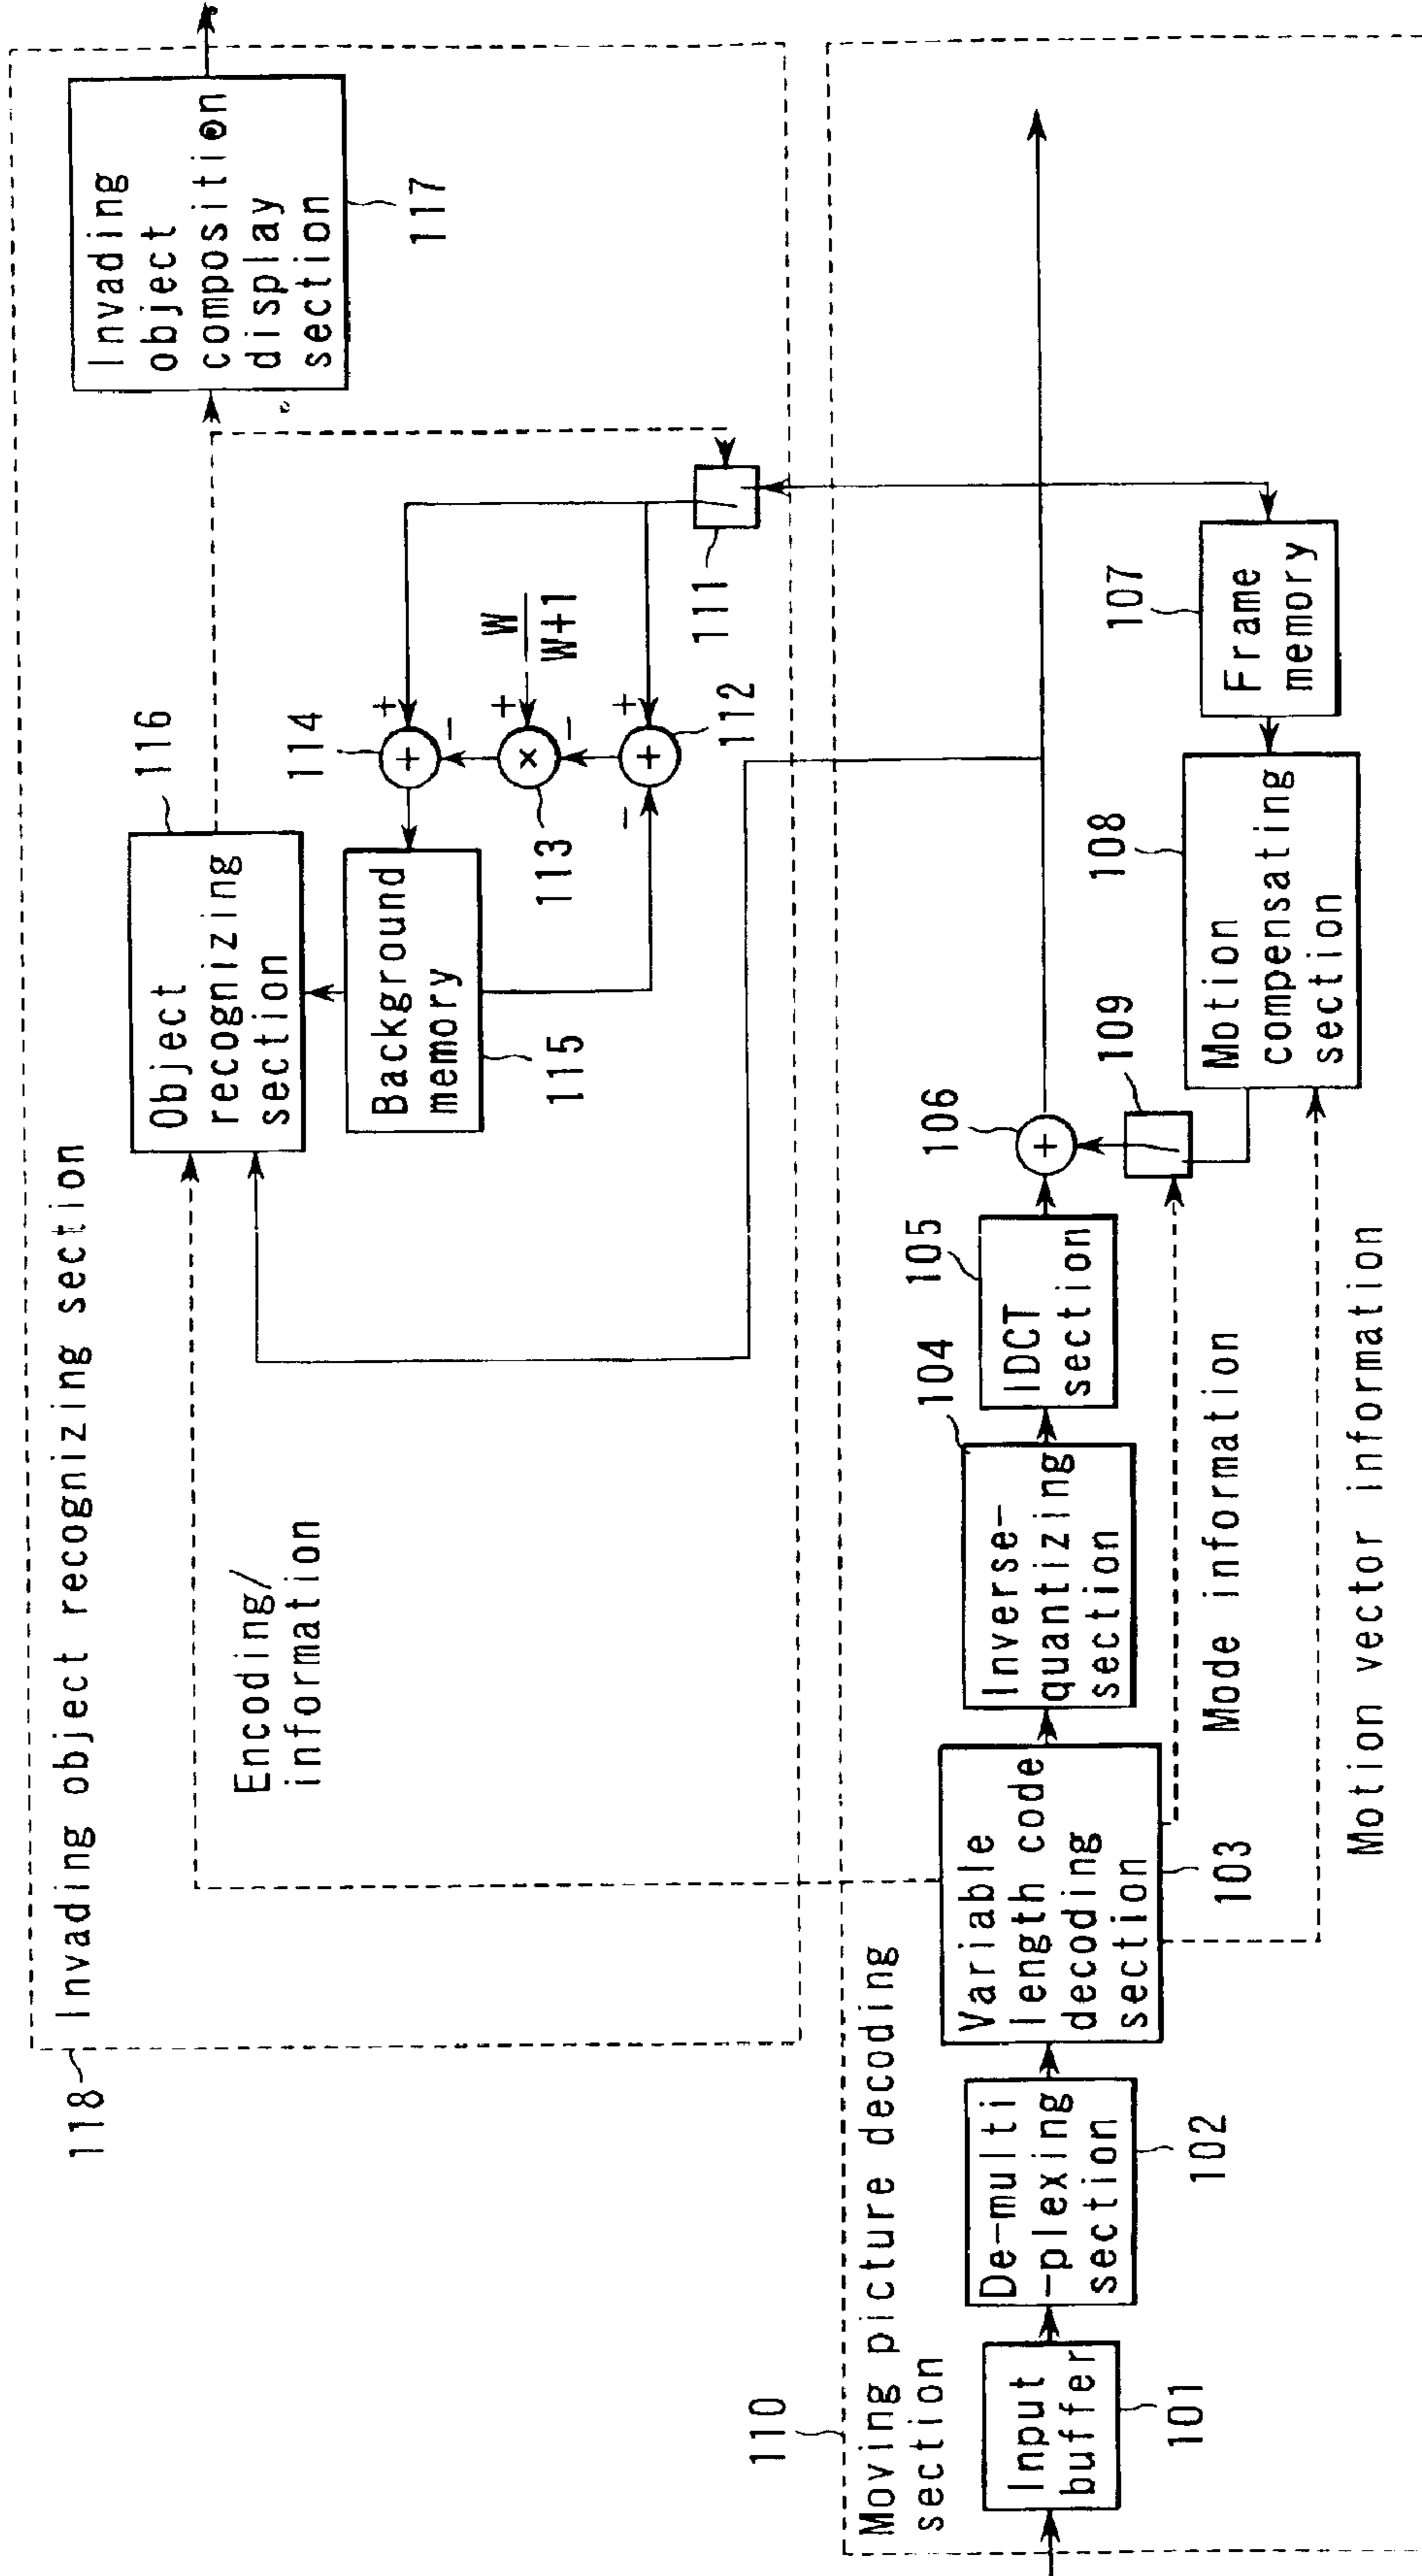 118
Invading object recognizing section
Encoding/
information
116
Object
recognizing
section
Background
memory
115
114
+
-
113
×
+
-
W
W+1
112
+
+
-
111
Invading
object
composition
display
section
117
110
Moving picture decoding
section
Input
buffer
101
De-multi
-plexing
section
102
Variable
length code
decoding
section
103
Inverse-
quantizing
section
104
IDCT
section
105
106
+
109
Motion
compensating
section
108
Frame
memory
107
Mode information
Motion vector information